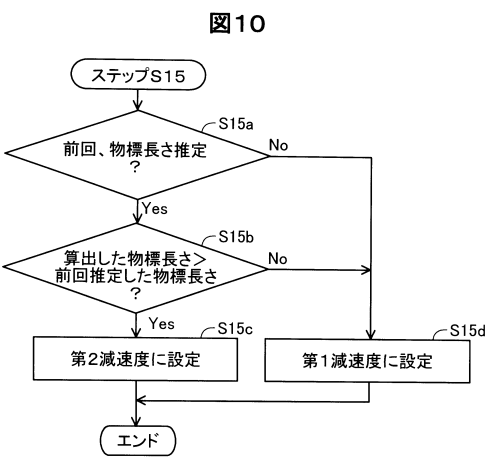 図10
ステップS15
S15a
前回、物標長さ推定
?
No
Yes
S15b
算出した物標長さ>
前回推定した物標長さ
?
No
Yes
S15c
第2減速度に設定
S15d
第1減速度に設定
エンド